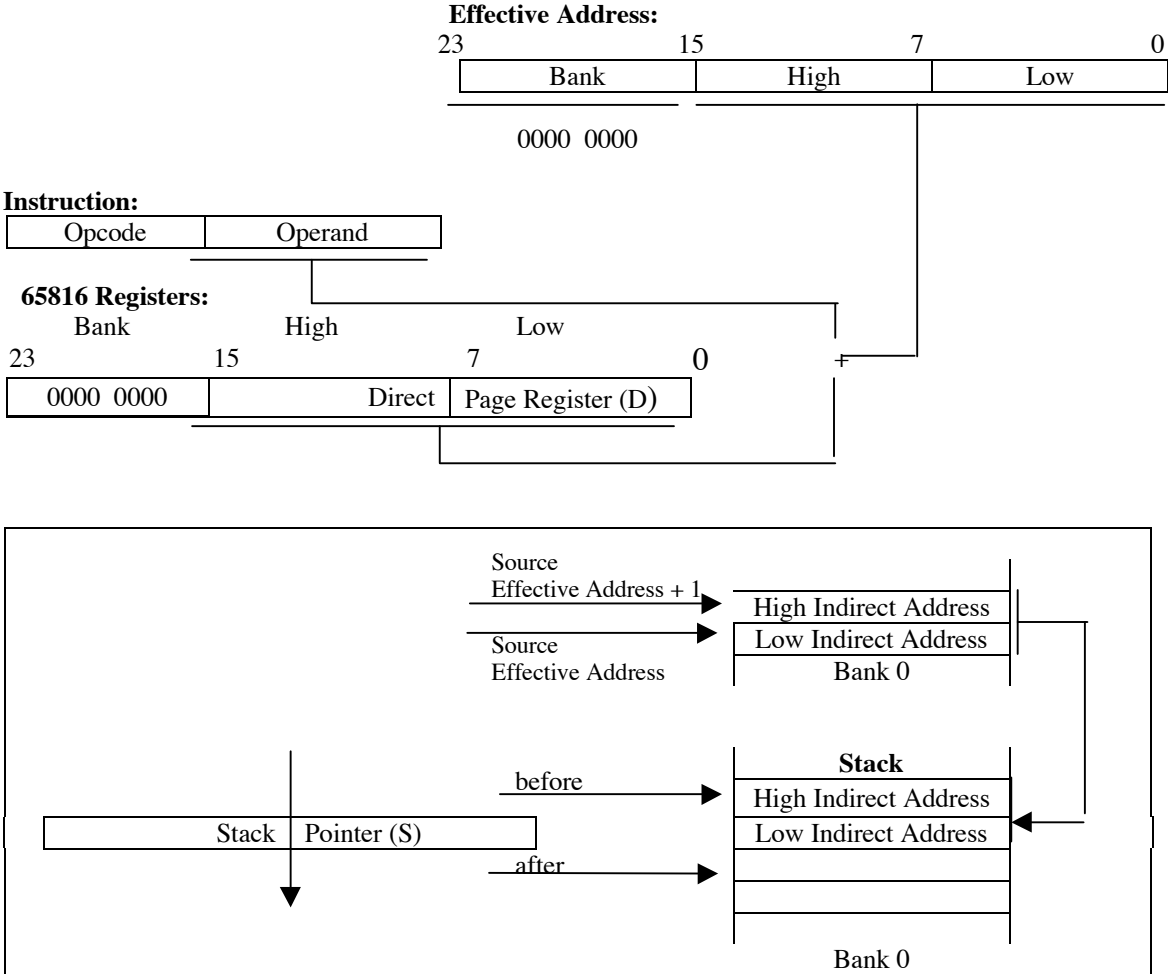 Effective Address:
23 15 7 0
Bank High Low
0000 0000
Instruction:
Opcode Operand
65816 Registers:
Bank High Low
23 15 7 0 +
0000 0000 Direct Page Register (D)
Source
Effective Address + 1
High Indirect Address
Low Indirect Address
Source
Effective Address
Bank 0
Stack
before
High Indirect Address
Stack Pointer (S) Low Indirect Address
after
Bank 0